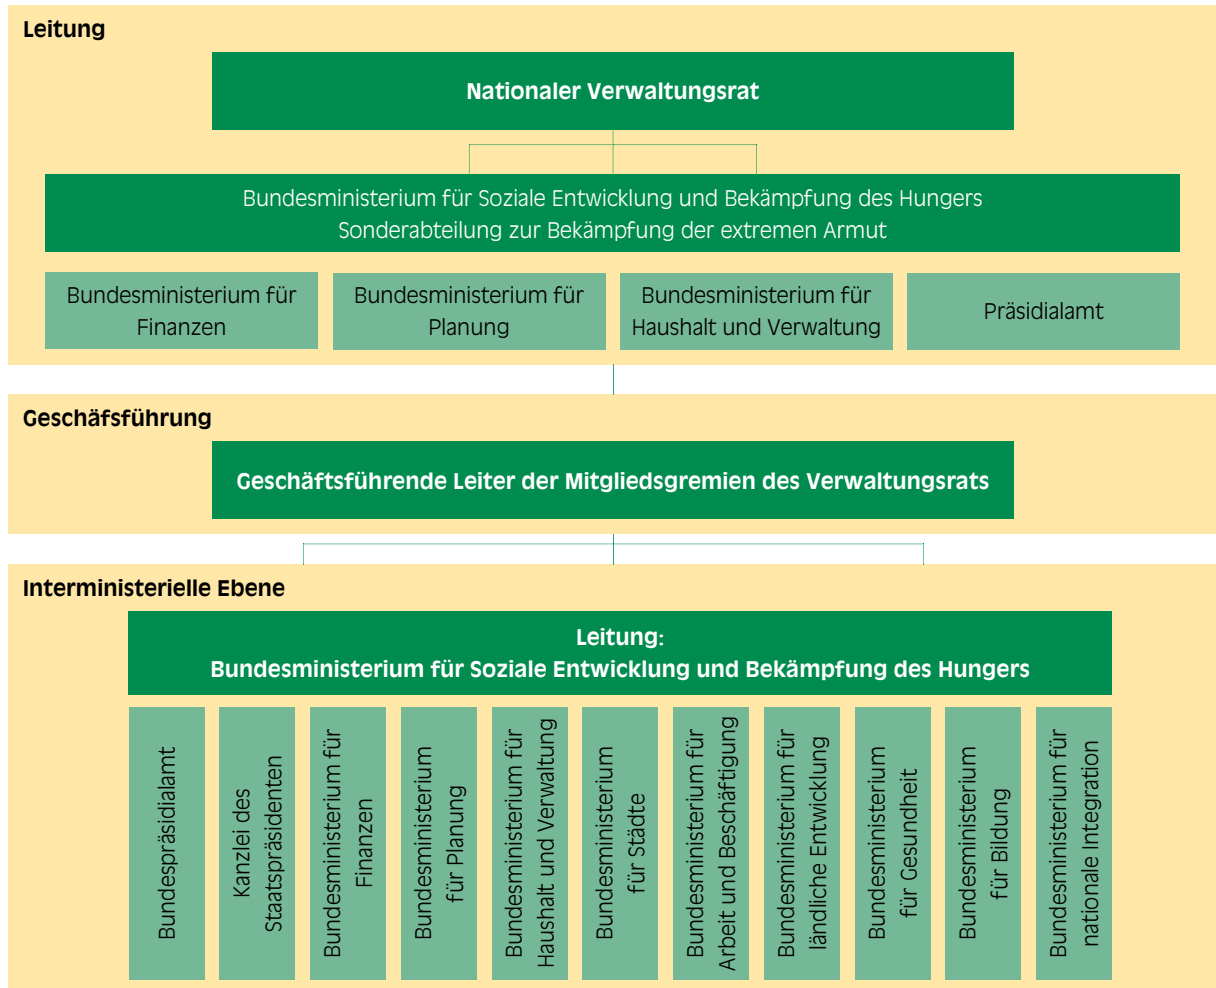 Leitung
Nationaler Verwaltungsrat
Bundesministerium für Soziale Entwicklung und Bekämpfung des Hungers
Sonderabteilung zur Bekämpfung der extremen Armut
Bundesministerium für
Finanzen
Bundesministerium für
Planung
Bundesministerium für
Haushalt und Verwaltung
Präsidialamt
Geschäfsführung
Geschäftsführende Leiter der Mitgliedsgremien des Verwaltungsrats
Interministerielle Ebene
Leitung:
Bundesministerium für Soziale Entwicklung und Bekämpfung des Hungers
Bundespräsidialamt
Kanzlei des
Staatspräsidenten
Bundesministerium für
Finanzen
Bundesministerium
für Planung
Bundesministerium für
Haushalt und Verwaltung
Bundesministerium
für Städte
Bundesministerium für
Arbeit und Beschäftigung
Bundesministerium für
ländliche Entwicklung
Bundesministerium
für Gesundheit
Bundesministerium
für Bildung
Bundesministerium für
nationale Integration